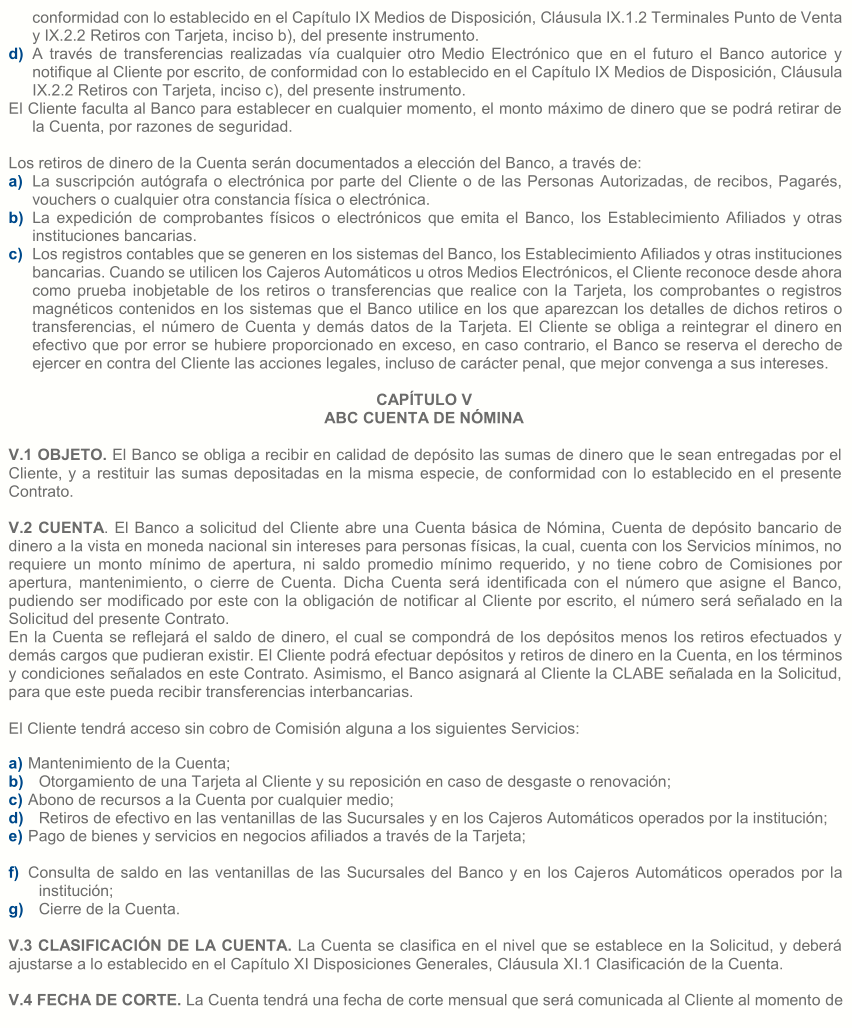 conformidad con lo establecido en el Capítulo IX Medios de Disposición, Cláusula IX.1.2 Terminales Punto de Venta
y IX.2.2 Retiros con Tarjeta, inciso b), del presente instrumento.
d) A través de transferencias realizadas vía cualquier otro Medio Electrónico que en el futuro el Banco autorice y
notifique al Cliente por escrito, de conformidad con lo establecido en el Capítulo IX Medios de Disposición, Cláusula
IX.2.2 Retiros con Tarjeta, inciso c), del presente instrumento.
El Cliente faculta al Banco para establecer en cualquier momento, el monto máximo de dinero que se podrá retirar de
la Cuenta, por razones de seguridad.
Los retiros de dinero de la Cuenta serán documentados a elección del Banco, a través de:
a) La suscripción autógrafa o electrónica por parte del Cliente o de las Personas Autorizadas, de recibos, Pagarés,
vouchers o cualquier otra constancia física o electrónica.
b) La expedición de comprobantes físicos o electrónicos que emita el Banco, los Establecimiento Afiliados y otras
instituciones bancarias.
c) Los registros contables que se generen en los sistemas del Banco, los Establecimiento Afiliados y otras instituciones
bancarias. Cuando se utilicen los Cajeros Automáticos u otros Medios Electrónicos, el Cliente reconoce desde ahora
como prueba inobjetable de los retiros o transferencias que realice con la Tarjeta, los comprobantes o registros
magnéticos contenidos en los sistemas que el Banco utilice en los que aparezcan los detalles de dichos retiros o
transferencias, el número de Cuenta y demás datos de la Tarjeta. El Cliente se obliga a reintegrar el dinero en
efectivo que por error se hubiere proporcionado en exceso, en caso contrario, el Banco se reserva el derecho de
ejercer en contra del Cliente las acciones legales, incluso de carácter penal, que mejor convenga a sus intereses.
CAPÍTULO V
ABC CUENTA DE NÓMINA
V.1 OBJETO. El Banco se obliga a recibir en calidad de depósito las sumas de dinero que le sean entregadas por el
Cliente, y a restituir las sumas depositadas en la misma especie, de conformidad con lo establecido en el presente
Contrato.
V.2 CUENTA. El Banco a solicitud del Cliente abre una Cuenta básica de Nómina, Cuenta de depósito bancario de
dinero a la vista en moneda nacional sin intereses para personas físicas, la cual, cuenta con los Servicios mínimos, no
requiere un monto mínimo de apertura, ni saldo promedio mínimo requerido, y no tiene cobro de Comisiones por
apertura, mantenimiento, o cierre de Cuenta. Dicha Cuenta será identificada con el número que asigne el Banco,
pudiendo ser modificado por este con la obligación de notificar al Cliente por escrito, el número será señalado en la
Solicitud del presente Contrato.
En la Cuenta se reflejará el saldo de dinero, el cual se compondrá de los depósitos menos los retiros efectuados y
demás cargos que pudieran existir. El Cliente podrá efectuar depósitos y retiros de dinero en la Cuenta, en los términos
y condiciones señalados en este Contrato. Asimismo, el Banco asignará al Cliente la CLABE señalada en la Solicitud,
para que este pueda recibir transferencias interbancarias.
El Cliente tendrá acceso sin cobro de Comisión alguna a los siguientes Servicios:
a) Mantenimiento de la Cuenta;
b) Otorgamiento de una Tarjeta al Cliente y su reposición en caso de desgaste o renovación;
c) Abono de recursos a la Cuenta por cualquier medio;
d) Retiros de efectivo en las ventanillas de las Sucursales y en los Cajeros Automáticos operados por la institución;
e) Pago de bienes y servicios en negocios afiliados a través de la Tarjeta;
f) Consulta de saldo en las ventanillas de las Sucursales del Banco y en los Cajeros Automáticos operados por la
institución;
g) Cierre de la Cuenta.
V.3 CLASIFICACIÓN DE LA CUENTA. La Cuenta se clasifica en el nivel que se establece en la Solicitud, y deberá
ajustarse a lo establecido en el Capítulo XI Disposiciones Generales, Cláusula XI.1 Clasificación de la Cuenta.
V.4 FECHA DE CORTE. La Cuenta tendrá una fecha de corte mensual que será comunicada al Cliente al momento de